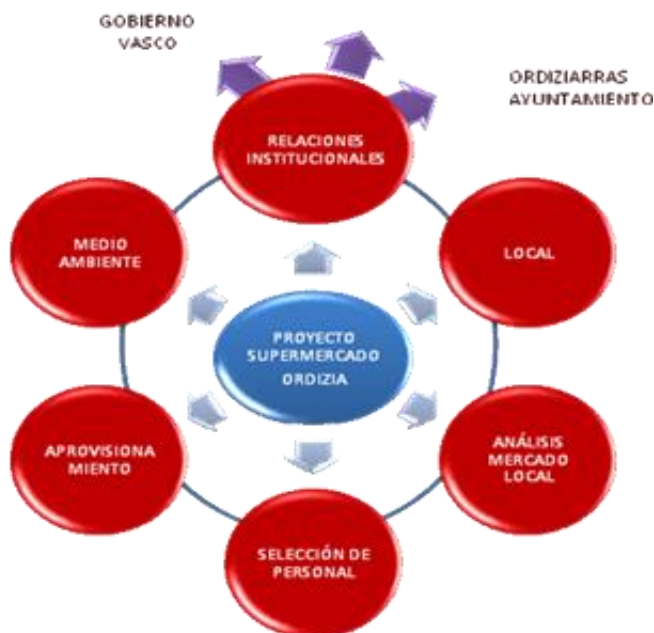 GOBIERNO
VASCO
ORDIZIARRAS
AYUNTAMIENTO
RELACIONES
INSTITUCIONALES
MEDIO
AMBIENTE
LOCAL
PROYECTO
SUPERMERCADO
ORDIZIA
APROVISIONA
MIENTO
ANÁLISIS
MERCADO
LOCAL
SELECCIÓN DE
PERSONAL